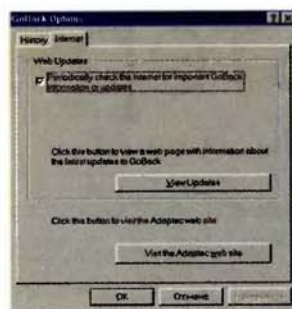 GoBack Options
History Internet
Web Updates
Periodically check the Internet for important GoBack
information or updates
Click this button to view a web page with information about
the latest updates to GoBack
View Updates
Click this button to visit the Adaptec web site
Visit the Adaptec web site
OK